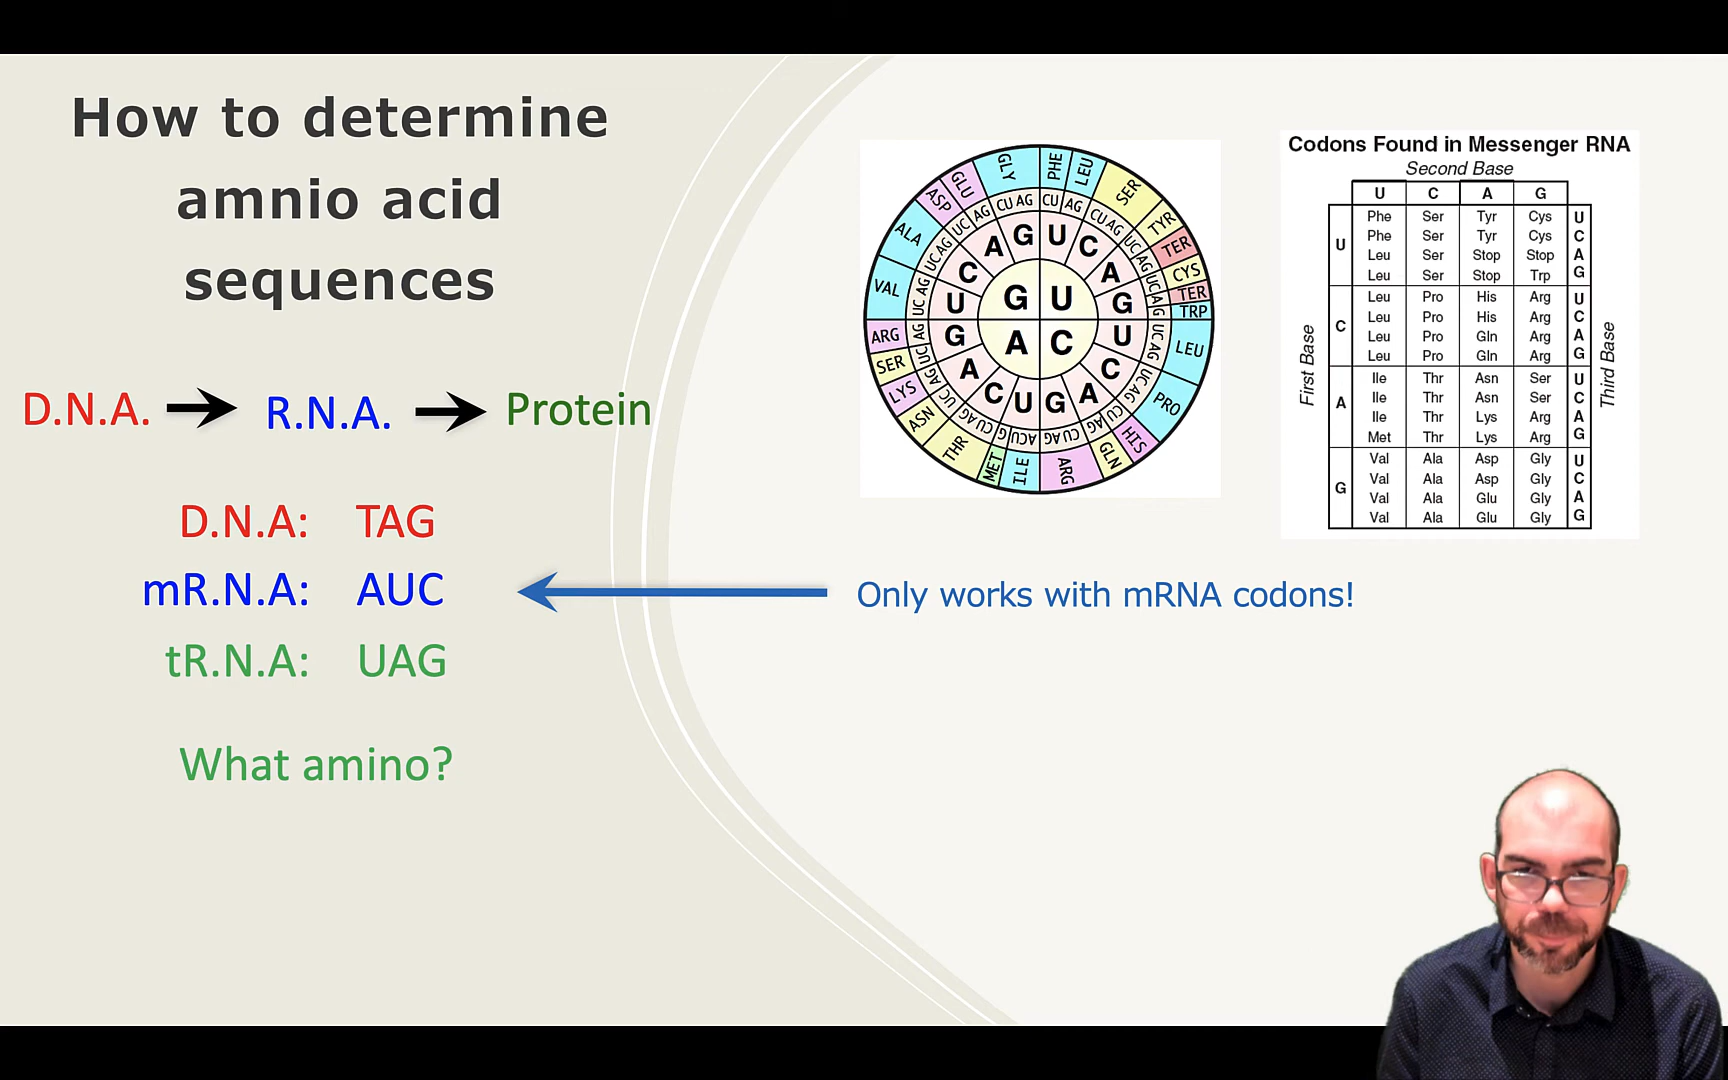 How to determine
amnio acid
sequences
D.N.A. → R.N.A. → Protein
D.N.A: TAG
mR.N.A: AUC
tR.N.A: UAG
What amino?
Only works with mRNA codons!
G U
A C
G U C A G U C A G U C A G U C A
PHE LEU SER TYR TER CYS TER TRP LEU PRO HIS GLN ARG ILE MET THR ASN LYS SER ARG VAL ALA ASP GLU GLY
Codons Found in Messenger RNA
Second Base
U C A G
First Base
Third Base
U
Phe Ser Tyr Cys U
Phe Ser Tyr Cys C
Leu Ser Stop Stop A
Leu Ser Stop Trp G
C
Leu Pro His Arg U
Leu Pro His Arg C
Leu Pro Gln Arg A
Leu Pro Gln Arg G
A
Ile Thr Asn Ser U
Ile Thr Asn Ser C
Ile Thr Lys Arg A
Met Thr Lys Arg G
G
Val Ala Asp Gly U
Val Ala Asp Gly C
Val Ala Glu Gly A
Val Ala Glu Gly G